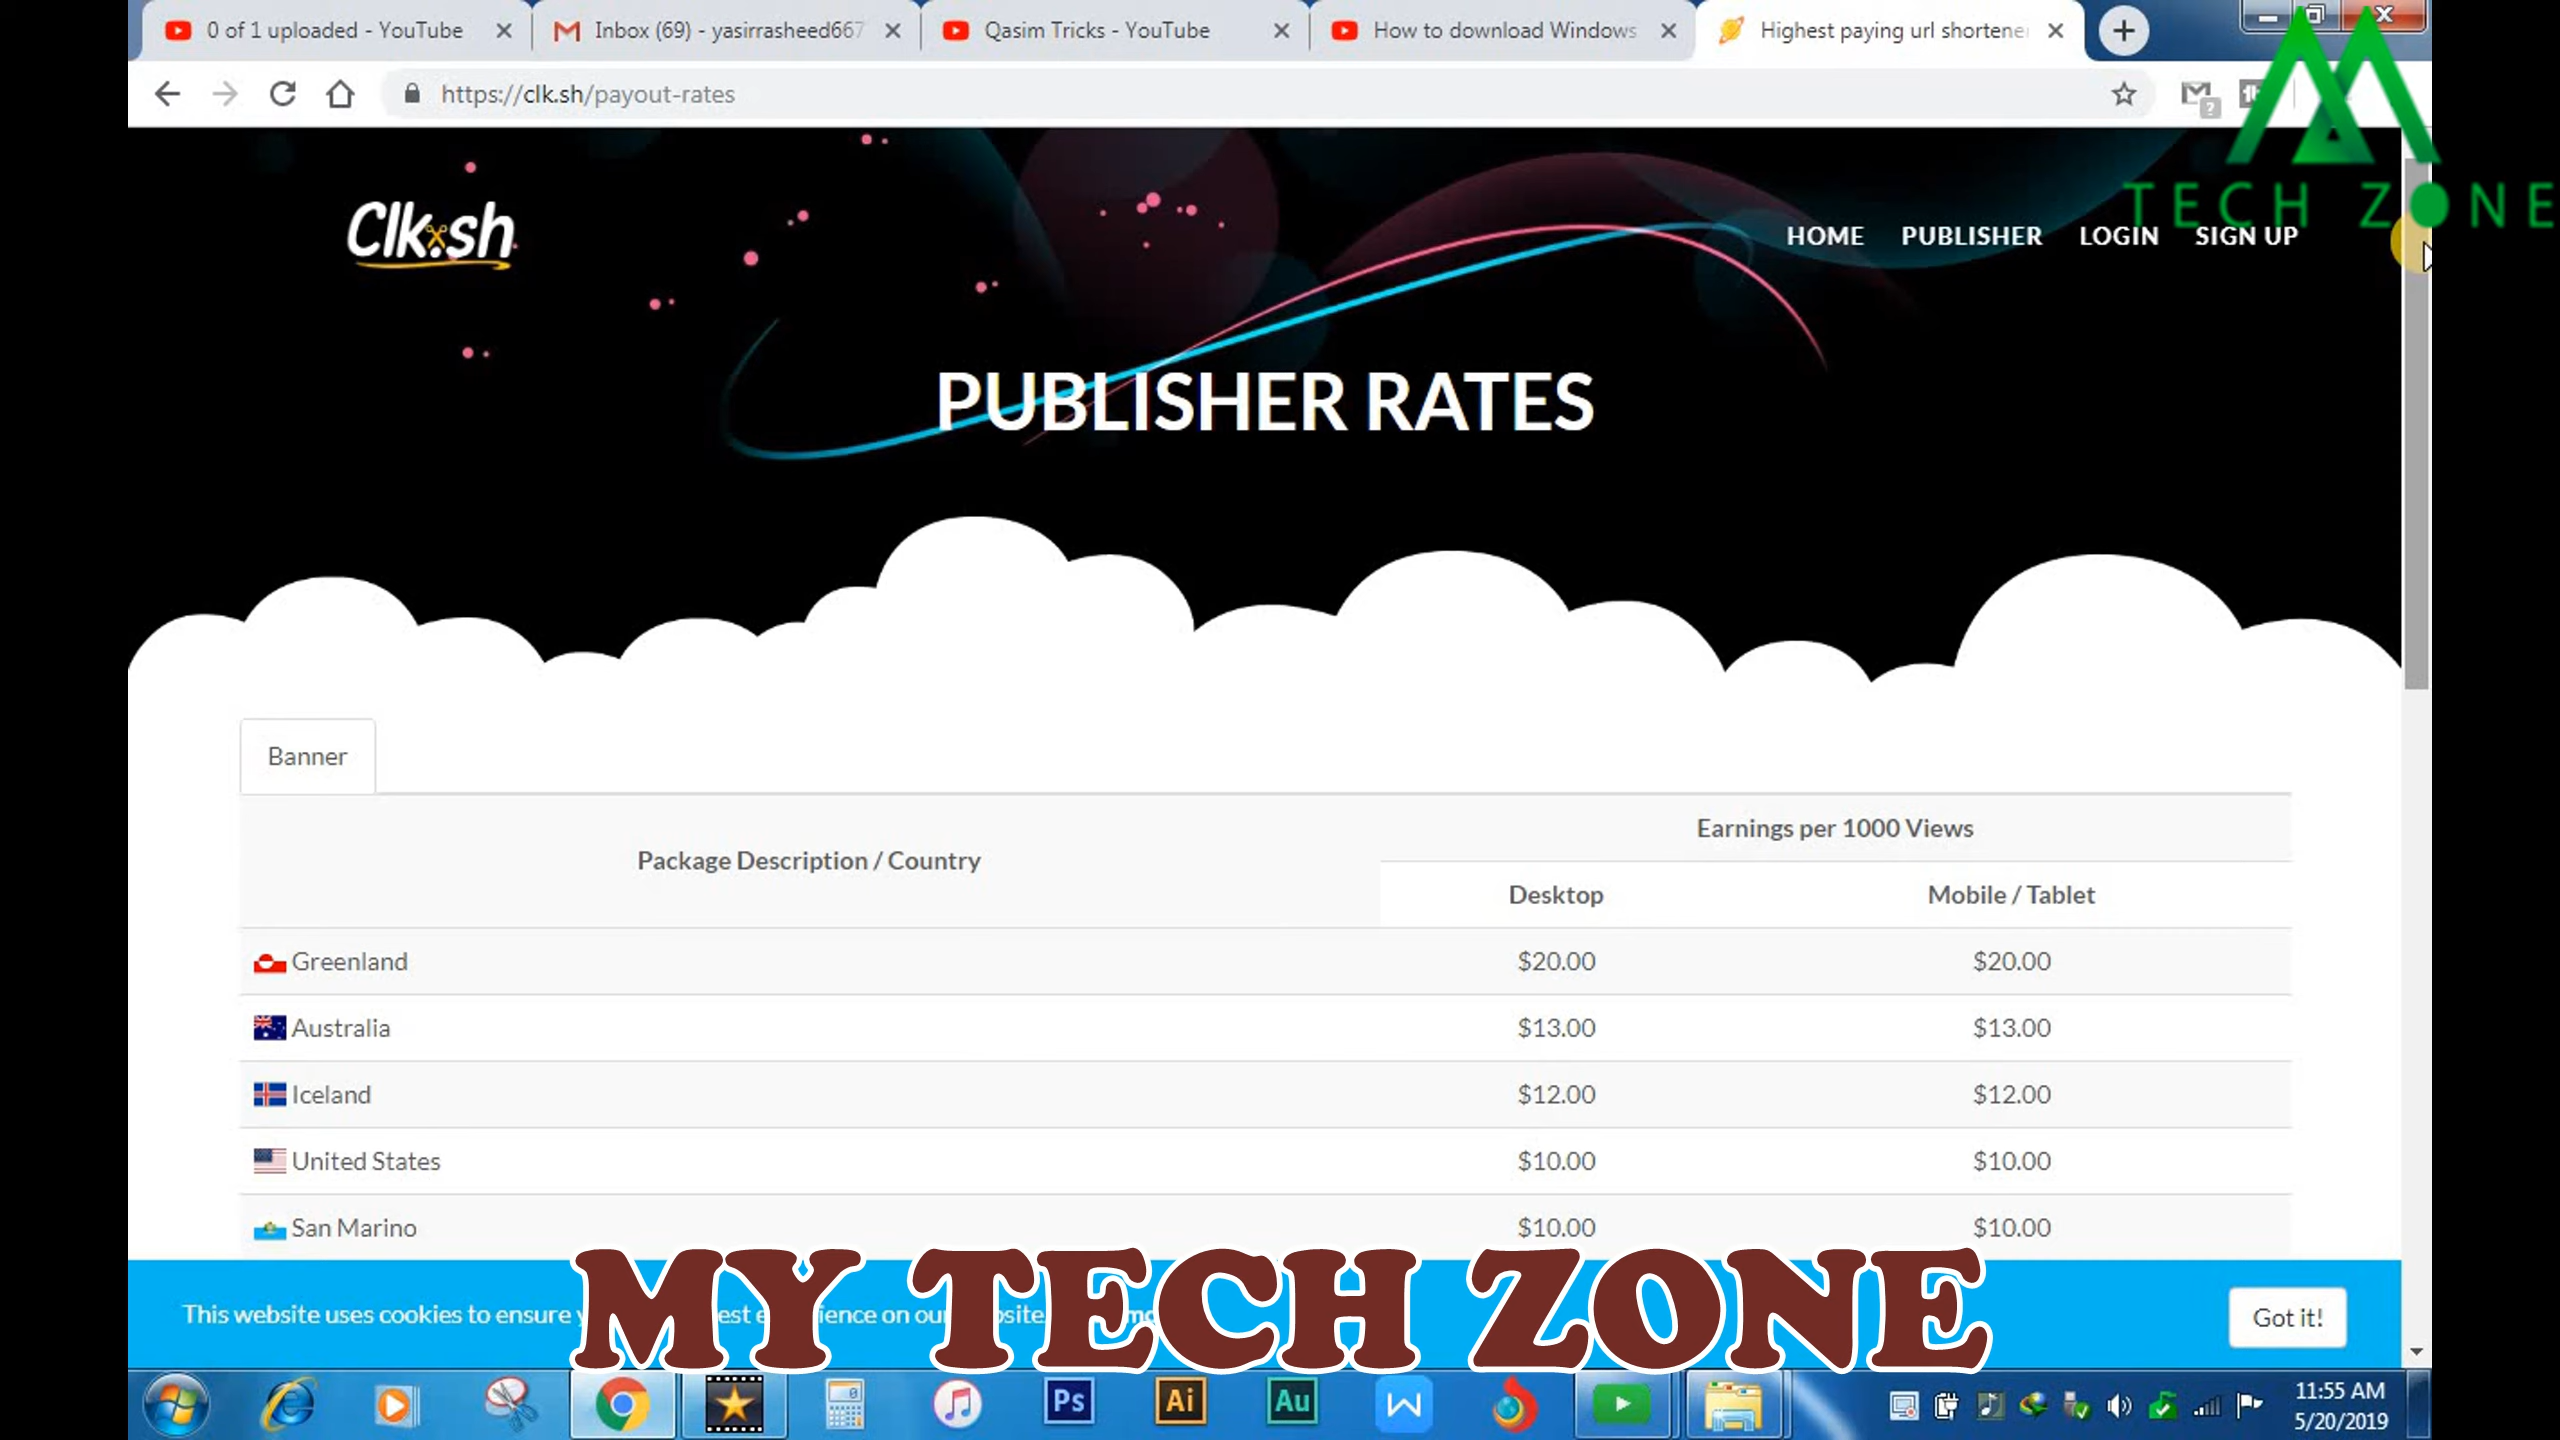 0 of 1 uploaded - YouTube
Inbox (69) - yasirrasheed667
Qasim Tricks - YouTube
How to download Windows
Highest paying url shortene
https://clk.sh/payout-rates
TECH ZONE
Clk.sh
HOME PUBLISHER LOGIN SIGN UP
PUBLISHER RATES
Banner
Package Description / Country
Earnings per 1000 Views
Desktop Mobile / Tablet
Greenland $20.00 $20.00
Australia $13.00 $13.00
Iceland $12.00 $12.00
United States $10.00 $10.00
San Marino $10.00 $10.00
This website uses cookies to ensure
on
Got it!
MY TECH ZONE
Ps
Ai
Au
11:55 AM
5/20/2019